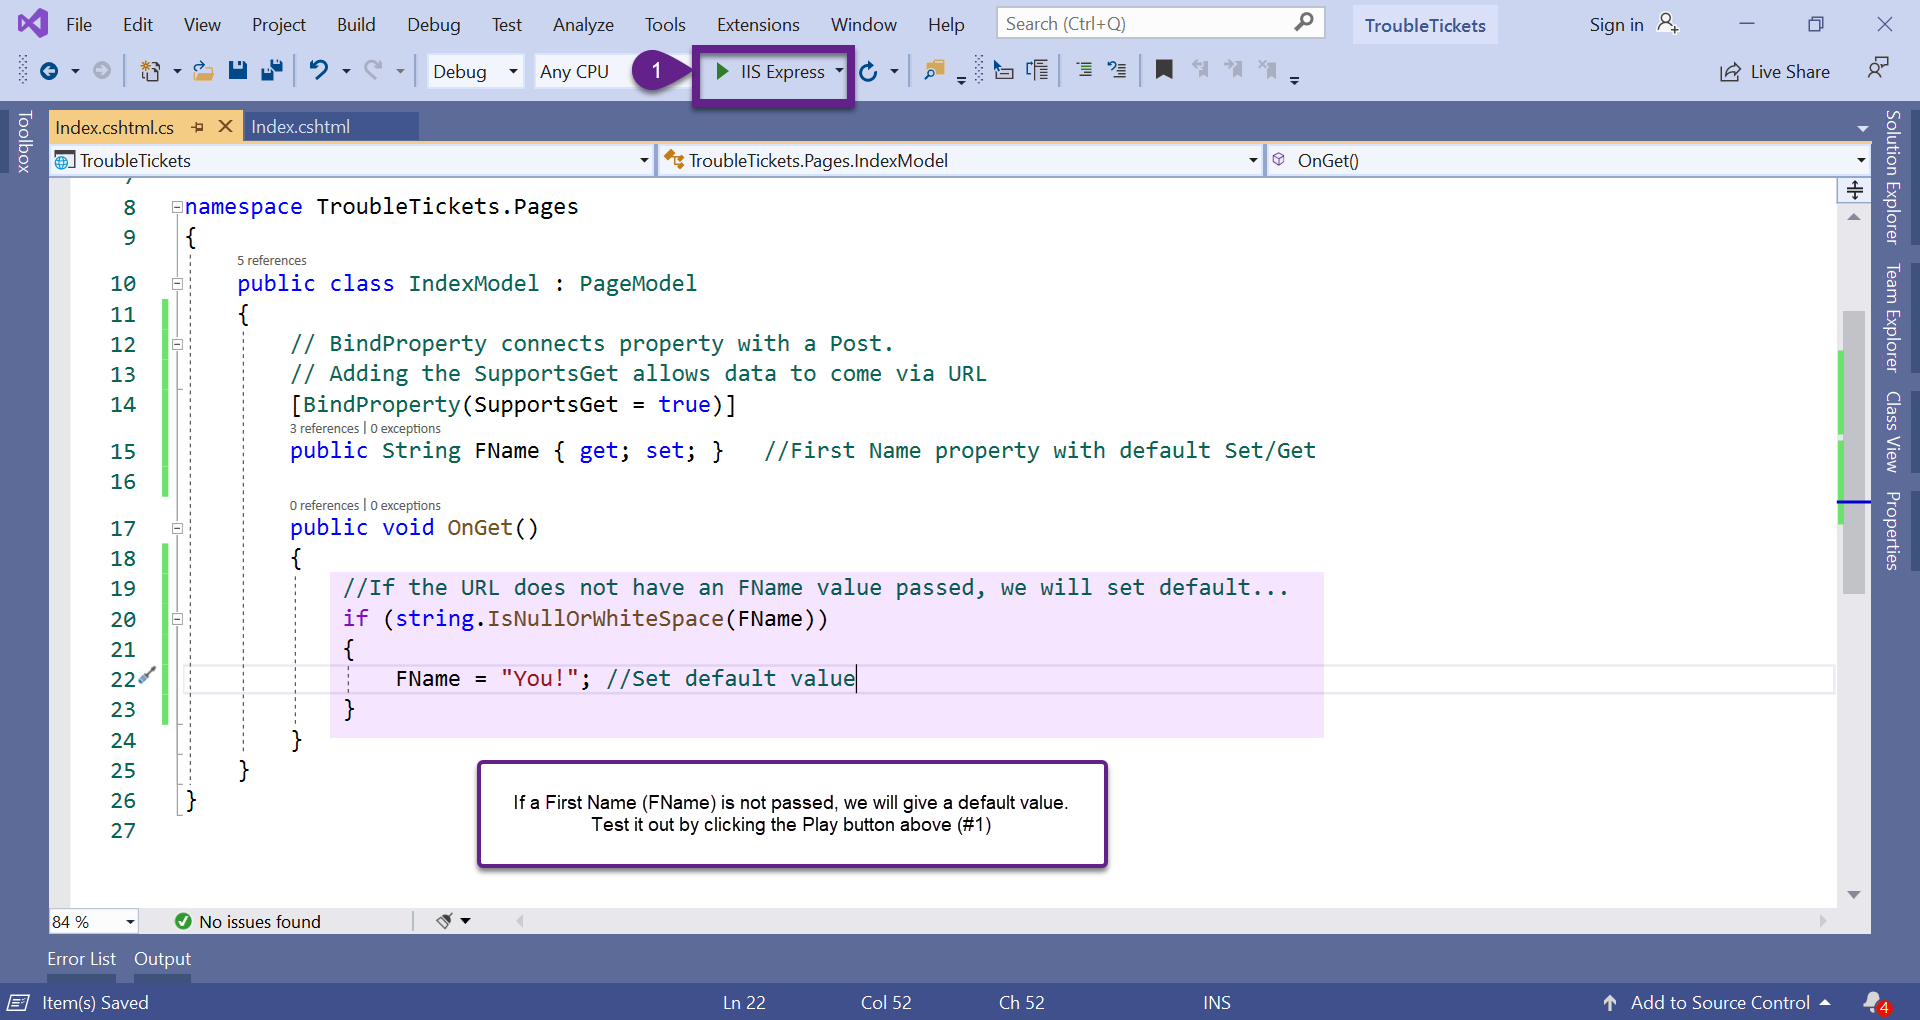 File Edit View Project Build Debug Test Analyze Tools Extensions Window Help Search (Ctrl+Q) TroubleTickets Sign in
Debug Any CPU 1 IIS Express Live Share
Toolbox
Index.cshtml.cs Index.cshtml
TroubleTickets TroubleTickets.Pages.IndexModel OnGet()
7
8 namespace TroubleTickets.Pages
9 {
5 references
10 public class IndexModel : PageModel
11 {
12 // BindProperty connects property with a Post.
13 // Adding the SupportsGet allows data to come via URL
14 [BindProperty(SupportsGet = true)]
3 references | 0 exceptions
15 public String FName { get; set; } //First Name property with default Set/Get
16
0 references | 0 exceptions
17 public void OnGet()
18 {
19 //If the URL does not have an FName value passed, we will set default...
20 if (string.IsNullOrWhiteSpace(FName))
21 {
22 FName = "You!"; //Set default value
23 }
24 }
25 }
26 }
27
If a First Name (FName) is not passed, we will give a default value.
Test it out by clicking the Play button above (#1)
Solution Explorer
Team Explorer
Class View
Properties
84 % No issues found
Error List Output
Item(s) Saved Ln 22 Col 52 Ch 52 INS Add to Source Control 4